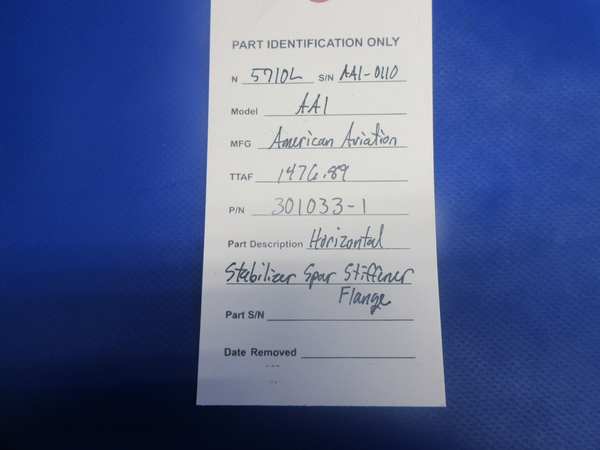 PART IDENTIFICATION ONLY
N 5710L S/N AA1-0110
Model AA1
MFG American Aviation
TTAF 1476.89
P/N 301033-1
Part Description Horizontal
Stabilizer Spar Stiffener
Flange
Part S/N
Date Removed